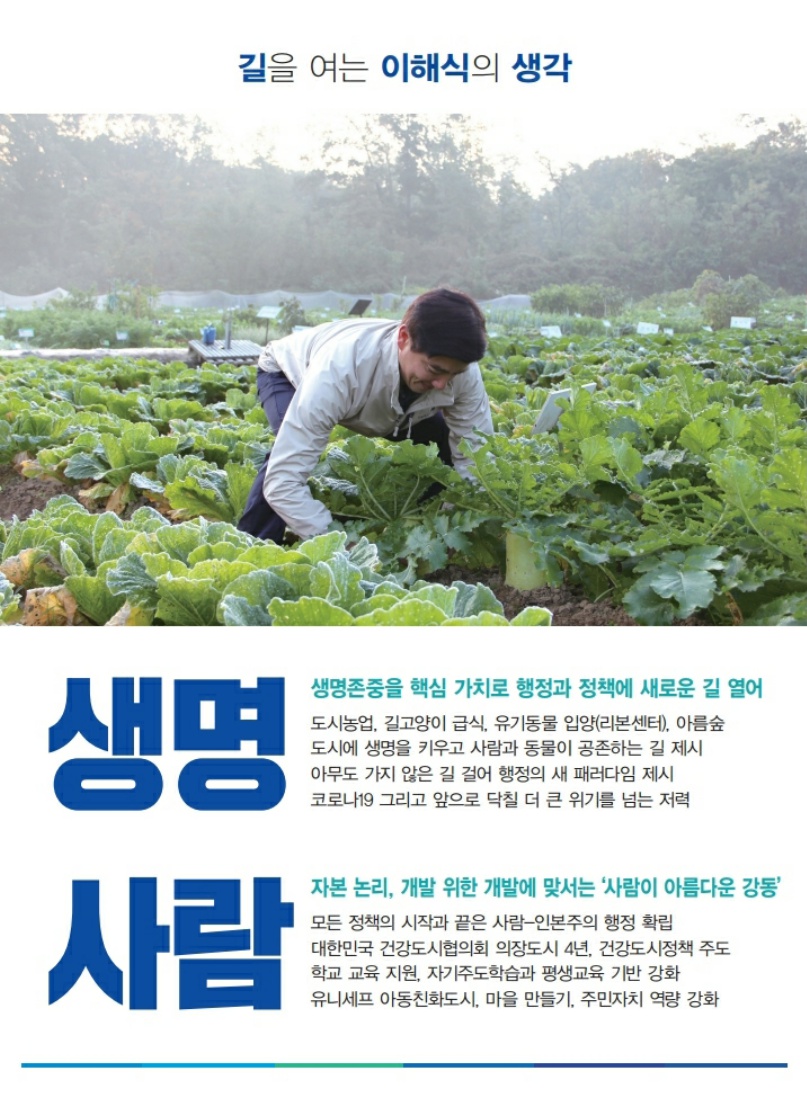 길을 여는 이해식의 생각
생명
생명존중을 핵심 가치로 행정과 정책에 새로운 길 열어
도시농업, 길고양이 급식, 유기동물 입양(리본센터), 아름숲
도시에 생명을 키우고 사람과 동물이 공존하는 길 제시
아무도 가지 않은 길 걸어 행정의 새 패러다임 제시
코로나19 그리고 앞으로 닥칠 더 큰 위기를 넘는 저력
사람
자본 논리, 개발 위한 개발에 맞서는 ‘사람이 아름다운 강동’
모든 정책의 시작과 끝은 사람–인본주의 행정 확립
대한민국 건강도시협의회 의장도시 4년, 건강도시정책 주도
학교 교육 지원, 자기주도학습과 평생교육 기반 강화
유니세프 아동친화도시, 마을 만들기, 주민자치 역량 강화